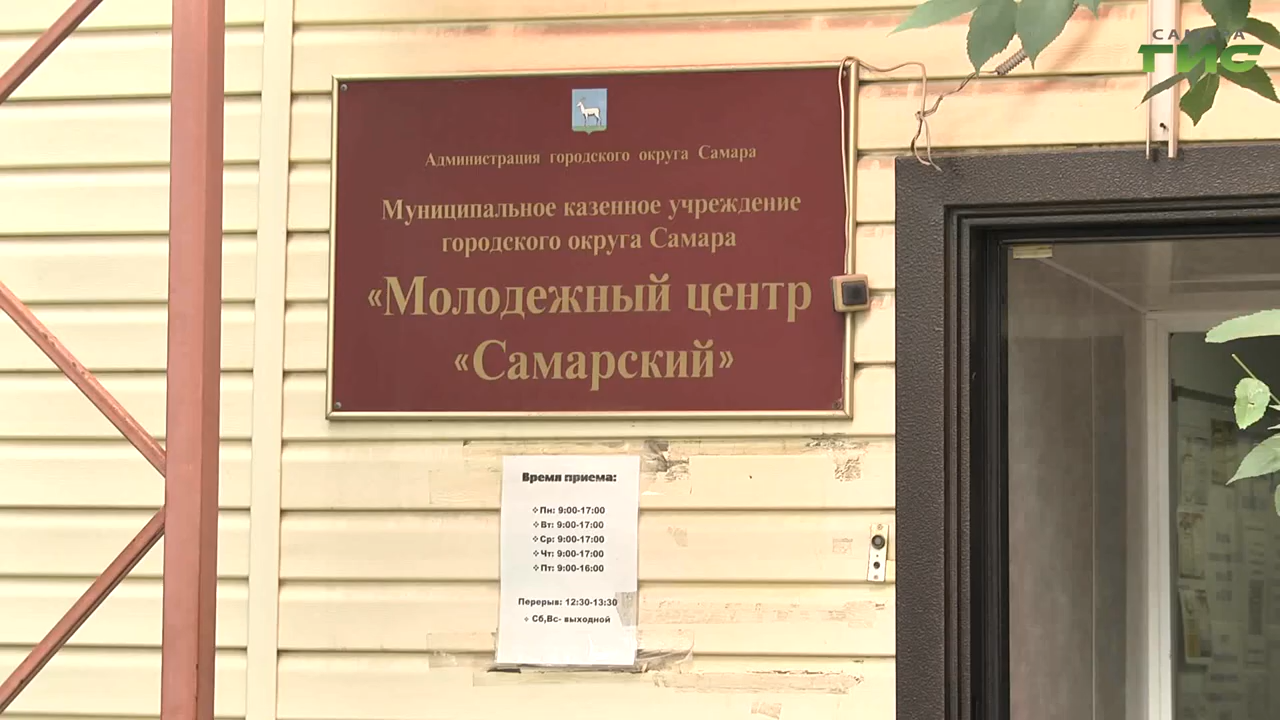 САМАРА
ГИС
Администрация городского округа Самара
Муниципальное казенное учреждение
городского округа Самара
«Молодежный центр
«Самарский»
Время приема:
❖Пн: 9:00-17:00
❖Вт: 9:00-17:00
❖Ср: 9:00-17:00
❖Чт: 9:00-17:00
❖Пт: 9:00-16:00
Перерыв: 12:30-13:30
❖ Сб,Вс- выходной